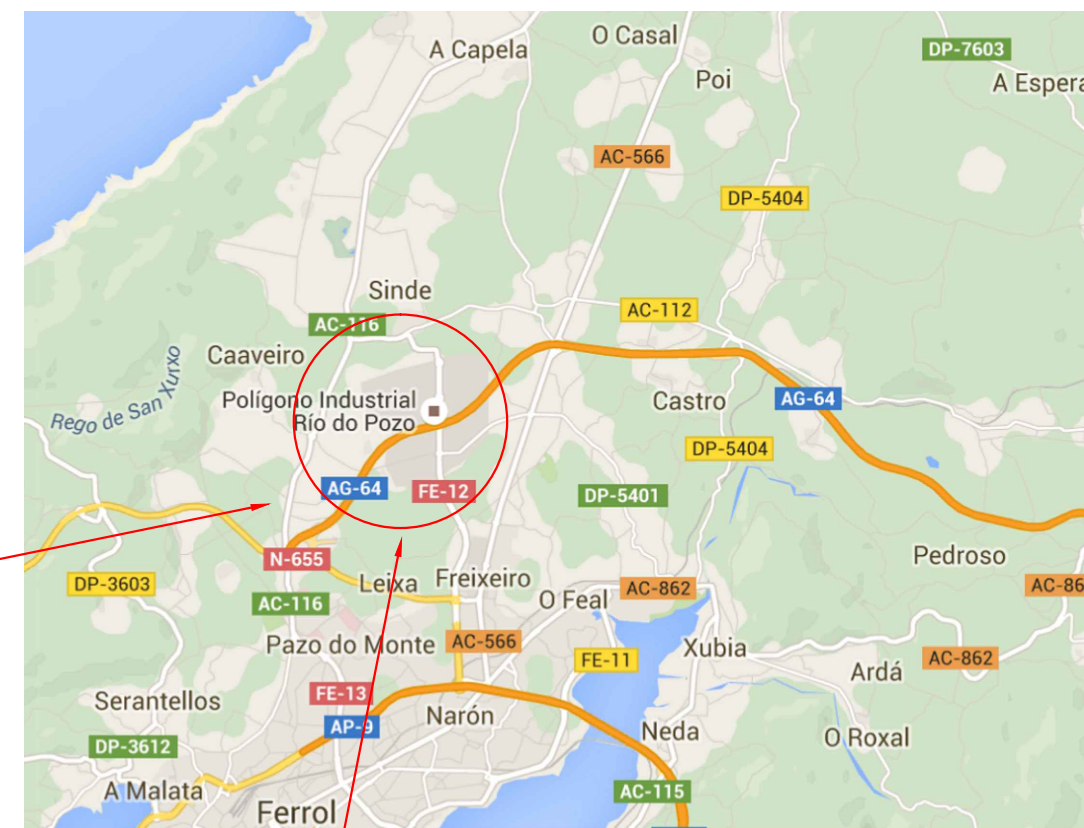 O Casal
A Capela
DP-7603
Poi
A Espera
AC-566
DP-5404
Sinde
AC-112
AC-116
Caaveiro
Rego de San Xurxo
Polígono Industrial
Río do Pozo
Castro
AG-64
DP-5404
AG-64
FE-12
DP-5401
N-655
Pedroso
DP-3603
Leixa
Freixeiro
AC-862
AC-86
AC-116
O Feal
Pazo do Monte
AC-566
Xubia
FE-11
AC-862
Ardá
FE-13
Serantellos
Narón
AP-9
Neda
O Roxal
DP-3612
A Malata
AC-115
Ferrol